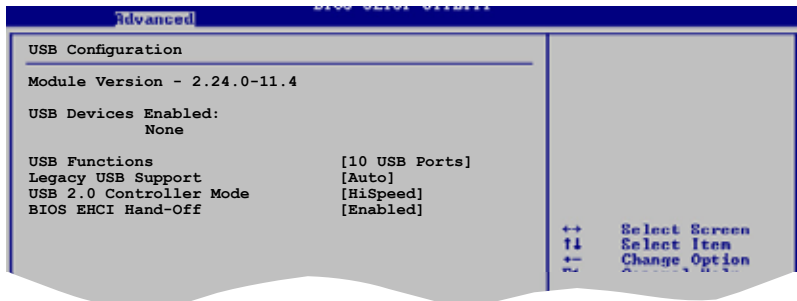 Advanced
USB Configuration
Module Version - 2.24.0-11.4
USB Devices Enabled:
None
USB Functions [10 USB Ports]
Legacy USB Support [Auto]
USB 2.0 Controller Mode [HiSpeed]
BIOS EHCI Hand-Off [Enabled]
↔ Select Screen
↑↓ Select Item
+- Change Option